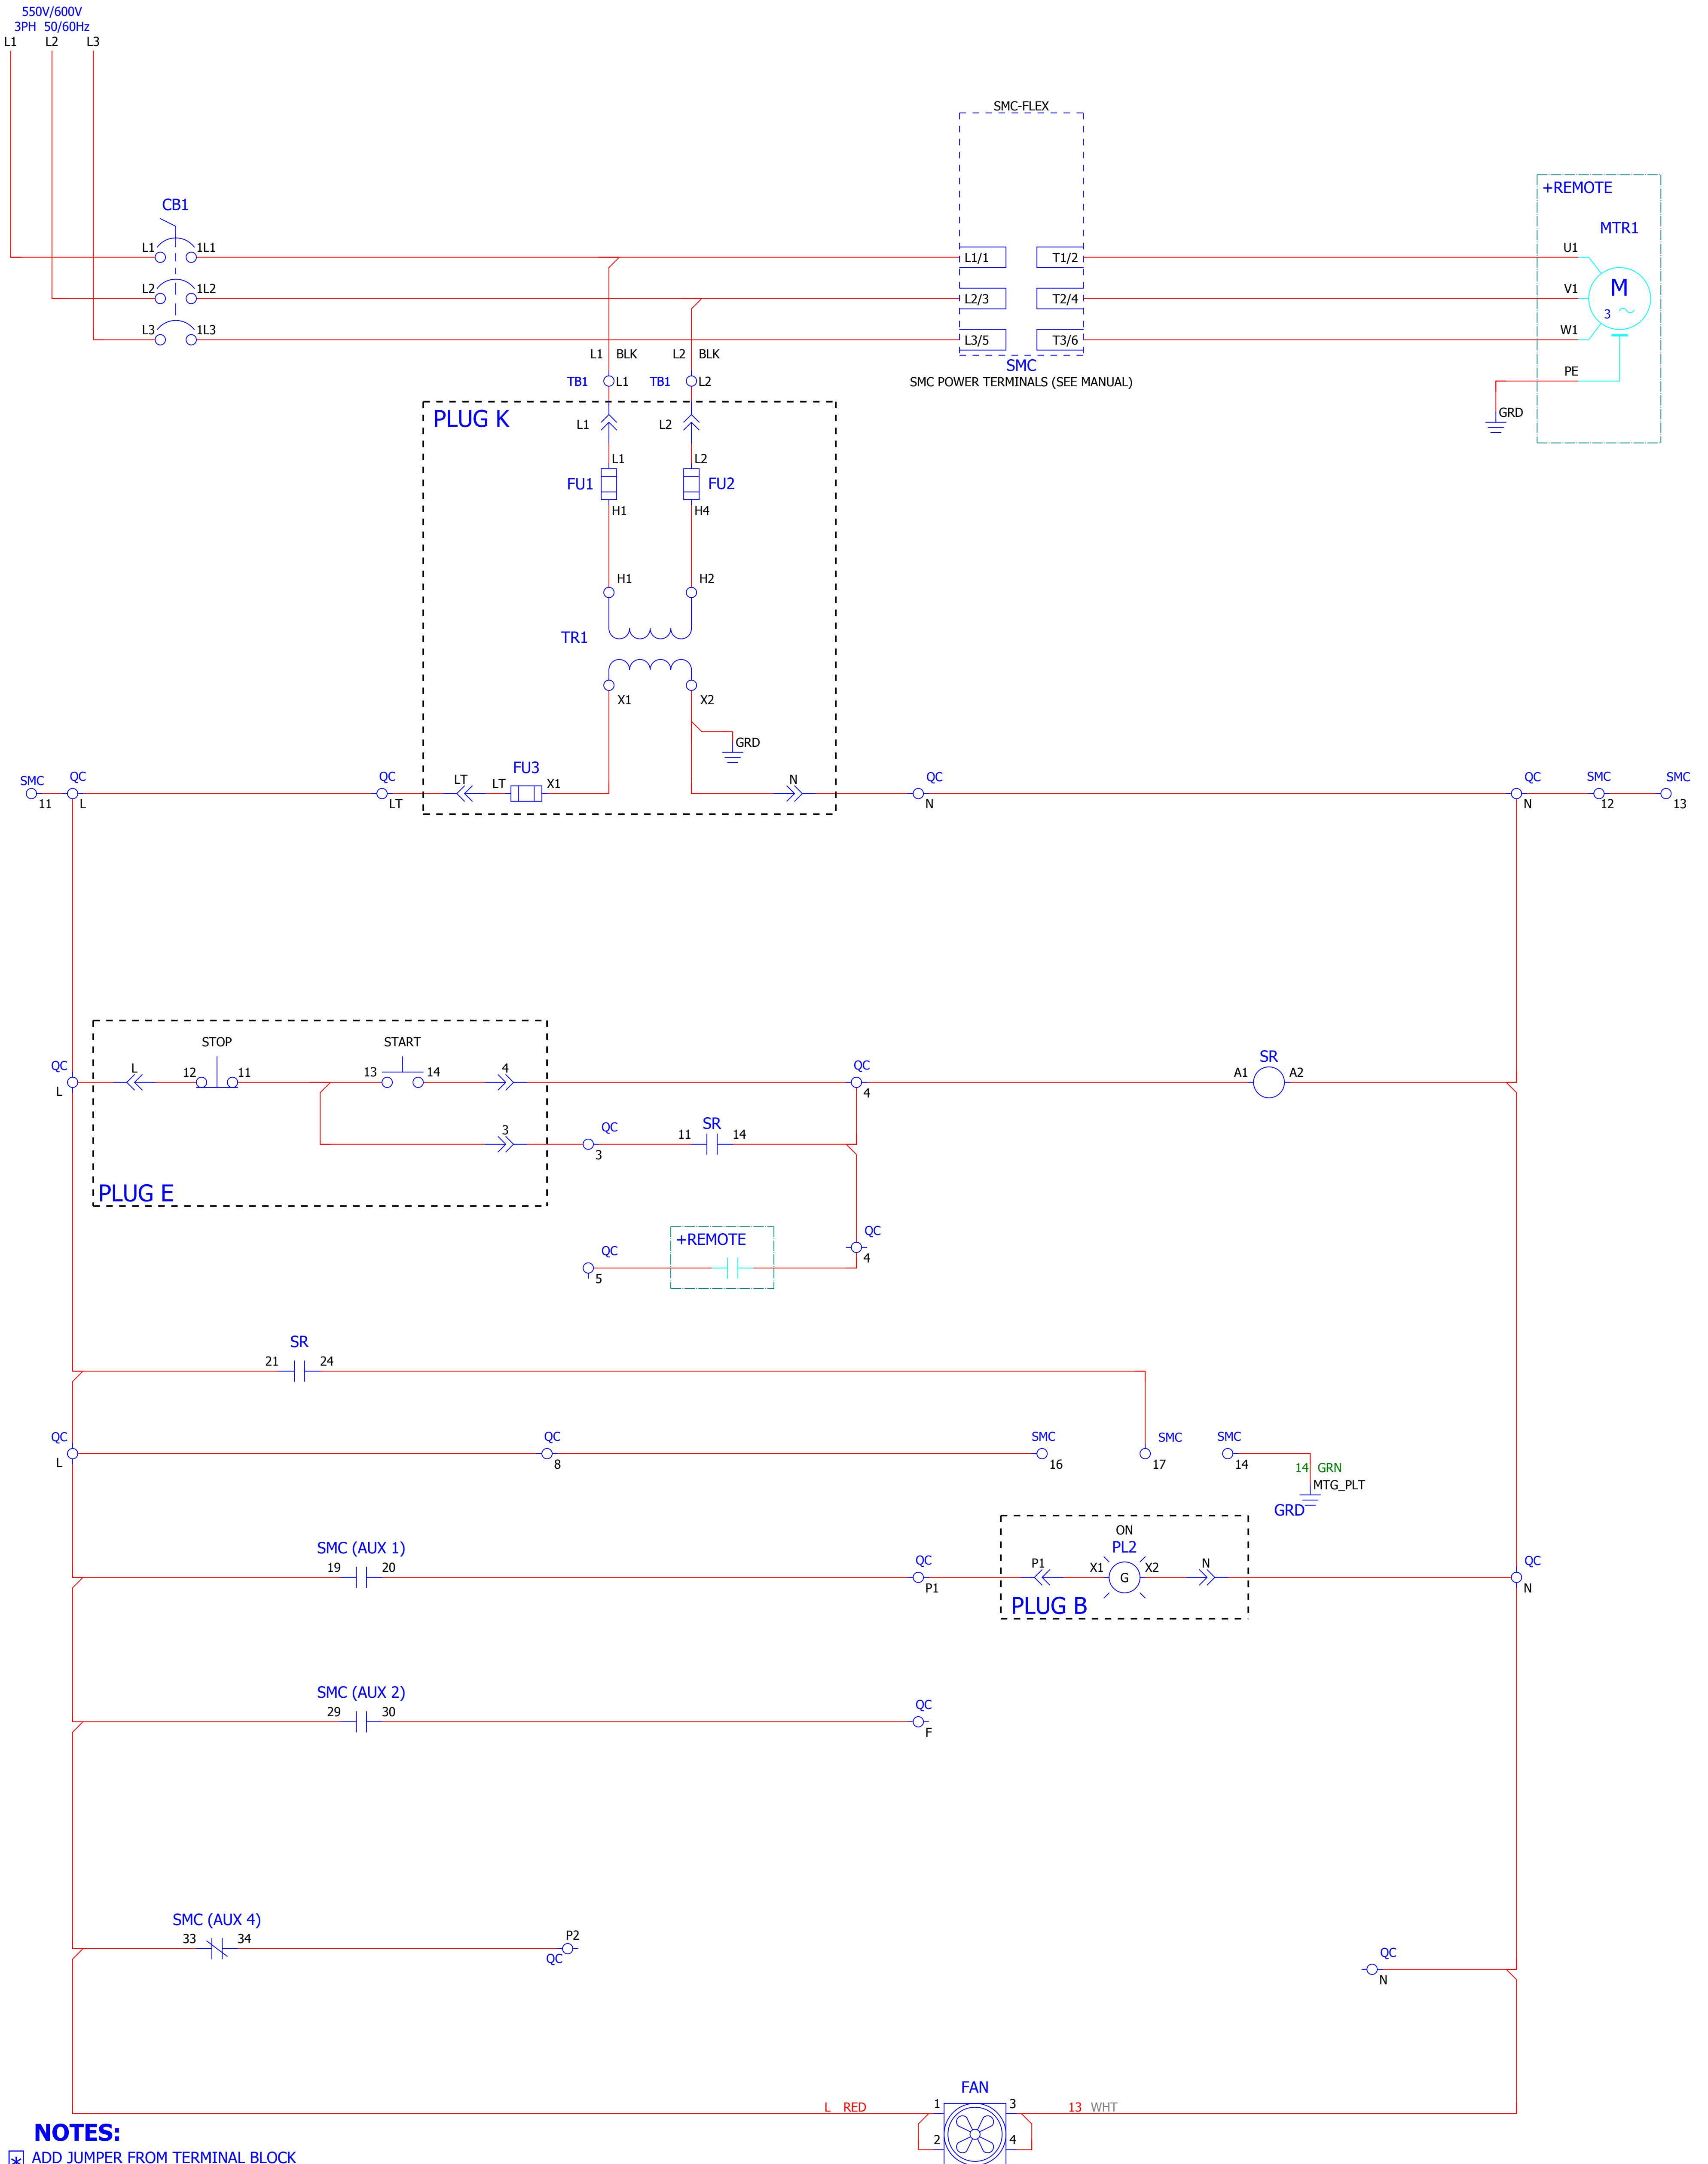 550V/600V
3PH 50/60Hz
L1 L2 L3
SMC-FLEX
+REMOTE
CB1
MTR1
L1 1L1 L1/1 T1/2 U1
L2 1L2 L2/3 T2/4 V1 M
3
L3 1L3 L3/5 T3/6 W1
L1 BLK L2 BLK
SMC
SMC POWER TERMINALS (SEE MANUAL)
PE
TB1 L1 TB1 L2
GRD
PLUG K
L1 L2
L1 L2
FU1 FU2
H1 H4
H1 H2
TR1
X1 X2
GRD
SMC QC QC LT LT FU3 X1 N QC QC SMC SMC
11 L LT N N 12 13
STOP START
QC L 4 QC SR
12 11 13 14 A1 A2
L 4
3 QC SR
11 14
3
PLUG E
+REMOTE QC
QC 4
5
SR
21 24
QC QC SMC SMC SMC
L 8 16 17 14
14 GRN
MTG_PLT
GRD
ON
SMC (AUX 1) PL2
19 20 QC P1 X1 G X2 N QC
P1 N
PLUG B
SMC (AUX 2)
29 30 QC
F
SMC (AUX 4)
33 34 P2
QC
QC
N
FAN
L RED 1 3 13 WHT
2 4
NOTES:
* ADD JUMPER FROM TERMINAL BLOCK